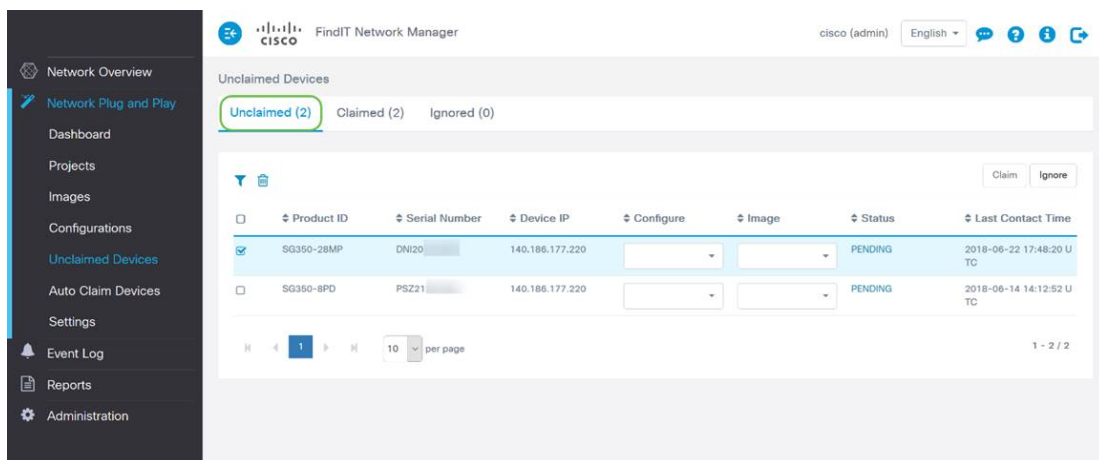 CISCO
FindIT Network Manager
cisco (admin)
English
Network Overview
Network Plug and Play
Dashboard
Projects
Images
Configurations
Unclaimed Devices
Auto Claim Devices
Settings
Event Log
Reports
Administration
Unclaimed Devices
Unclaimed (2) Claimed (2) Ignored (0)
Claim Ignore
Product ID Serial Number Device IP Configure Image Status Last Contact Time
SG350-28MP DNI20 140.186.177.220 PENDING 2018-06-22 17:48:20 U
TC
SG350-8PD PSZ21 140.186.177.220 PENDING 2018-06-14 14:12:52 U
TC
1 10 per page 1 - 2 / 2